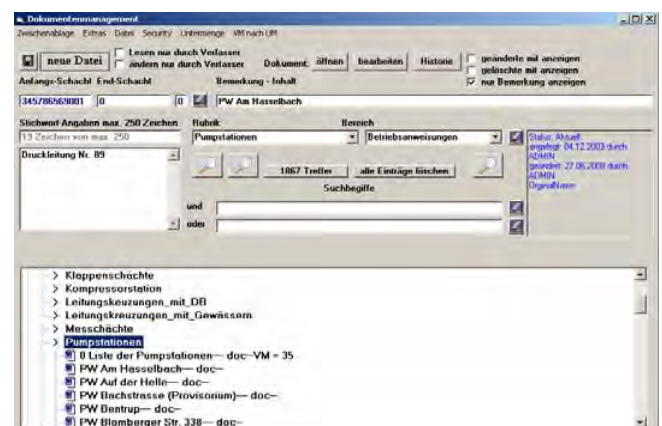 Dokumentenmanagement
Zwischenablage Extras Datei Security Untermenge VM nach UM
neue Datei
Lesen nur durch Verfasser
ändern nur durch Verfasser
Dokument: öffnen bearbeiten Historie
geänderte mit anzeigen
gelöschte mit anzeigen
nur Bemerkung anzeigen
Anfangs-Schacht End-Schacht Bemerkung - Inhalt
345786569001 0 0 PW Am Hasselbach
Stichwort-Angaben max. 250 Zeichen Rubrik Bereich
19 Zeichen von max. 250 Pumpstationen Betriebsanweisungen
Druckleitung Nr. 89
1867 Treffer alle Einträge löschen
Suchbegiffe
und
oder
Status: Aktuell
angelegt: 04.12.2003 durch
ADMIN
geändert: 27.06.2008 durch
ADMIN
OrginalName:
> Klappenschächte
> Kompressorstation
> Leitungskeuzungen_mit_DB
> Leitungskreuzungen_mit_Gewässern
> Messchächte
> Pumpstationen
0 Liste der Pumpstationen--- doc--VM = 35
PW Am Hasselbach--- doc--
PW Auf der Helle--- doc--
PW Bachstrasse (Provisorium)--- doc--
PW Bentrup--- doc--
PW Blomberger Str. 338--- doc--